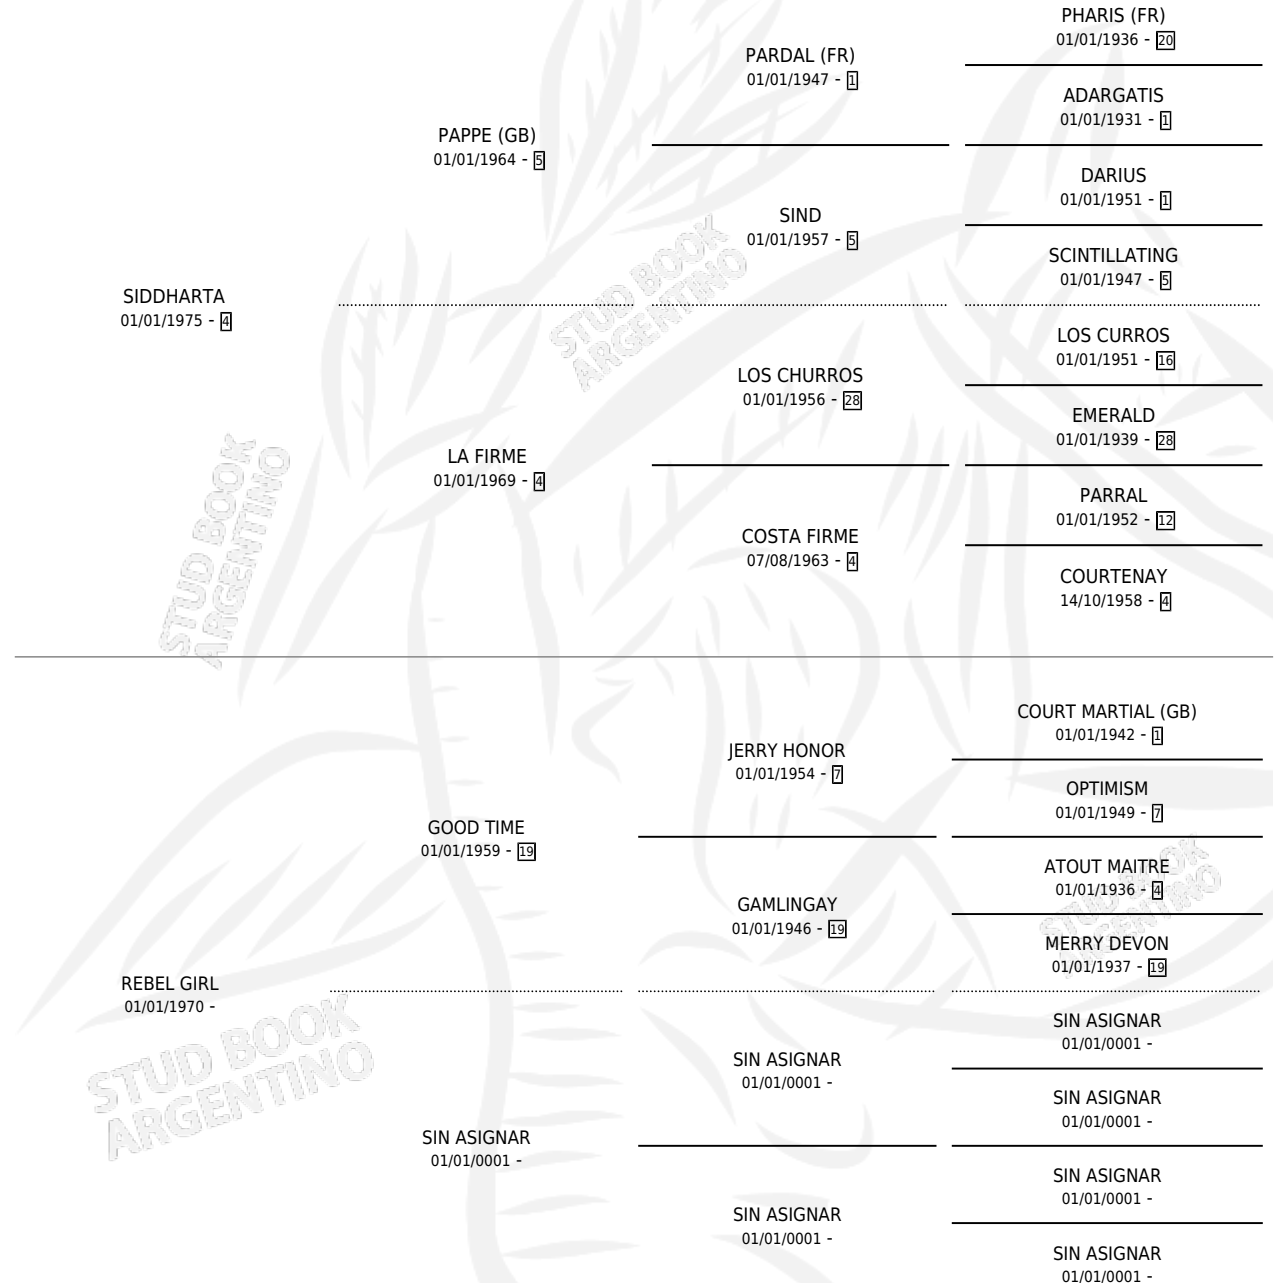 PHARIS (FR)
01/01/1936 - 20
PARDAL (FR)
01/01/1947 - 1
ADARGATIS
01/01/1931 - 1
PAPPE (GB)
01/01/1964 - 5
DARIUS
01/01/1951 - 1
SIND
01/01/1957 - 5
SCINTILLATING
01/01/1947 - 5
SIDDHARTA
01/01/1975 - 4
LOS CURROS
01/01/1951 - 16
LOS CHURROS
01/01/1956 - 28
EMERALD
01/01/1939 - 28
LA FIRME
01/01/1969 - 4
PARRAL
01/01/1952 - 12
COSTA FIRME
07/08/1963 - 4
COURTENAY
14/10/1958 - 4
COURT MARTIAL (GB)
01/01/1942 - 1
JERRY HONOR
01/01/1954 - 7
OPTIMISM
01/01/1949 - 7
GOOD TIME
01/01/1959 - 19
ATOUT MAITRE
01/01/1936 - 4
GAMLINGAY
01/01/1946 - 19
MERRY DEVON
01/01/1937 - 19
REBEL GIRL
01/01/1970 -
SIN ASIGNAR
01/01/0001 -
SIN ASIGNAR
01/01/0001 -
SIN ASIGNAR
01/01/0001 -
SIN ASIGNAR
01/01/0001 -
SIN ASIGNAR
01/01/0001 -
SIN ASIGNAR
01/01/0001 -
SIN ASIGNAR
01/01/0001 -
STUD BOOK
ARGENTINO
STUD BOOK
ARGENTINO
STUD BOOK
ARGENTINO
STUD BOOK
ARGENTINO